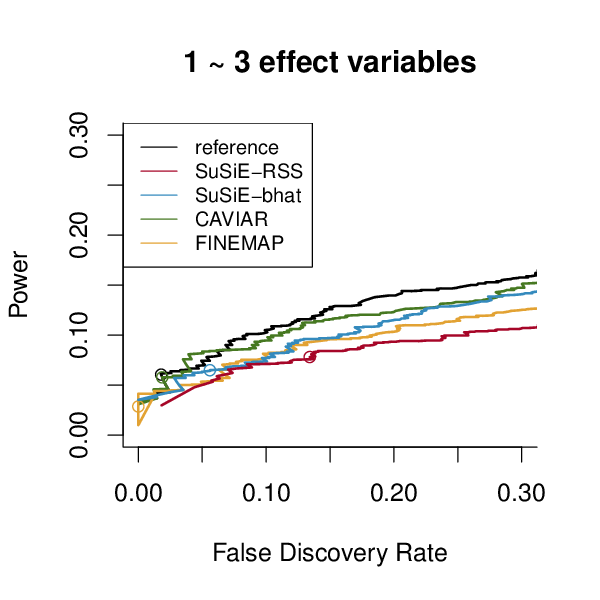 1 ~ 3 effect variables
reference
SuSiE−RSS
SuSiE−bhat
CAVIAR
FINEMAP
Power
0.30
0.20
0.10
0.00
0.00 0.10 0.20 0.30
False Discovery Rate